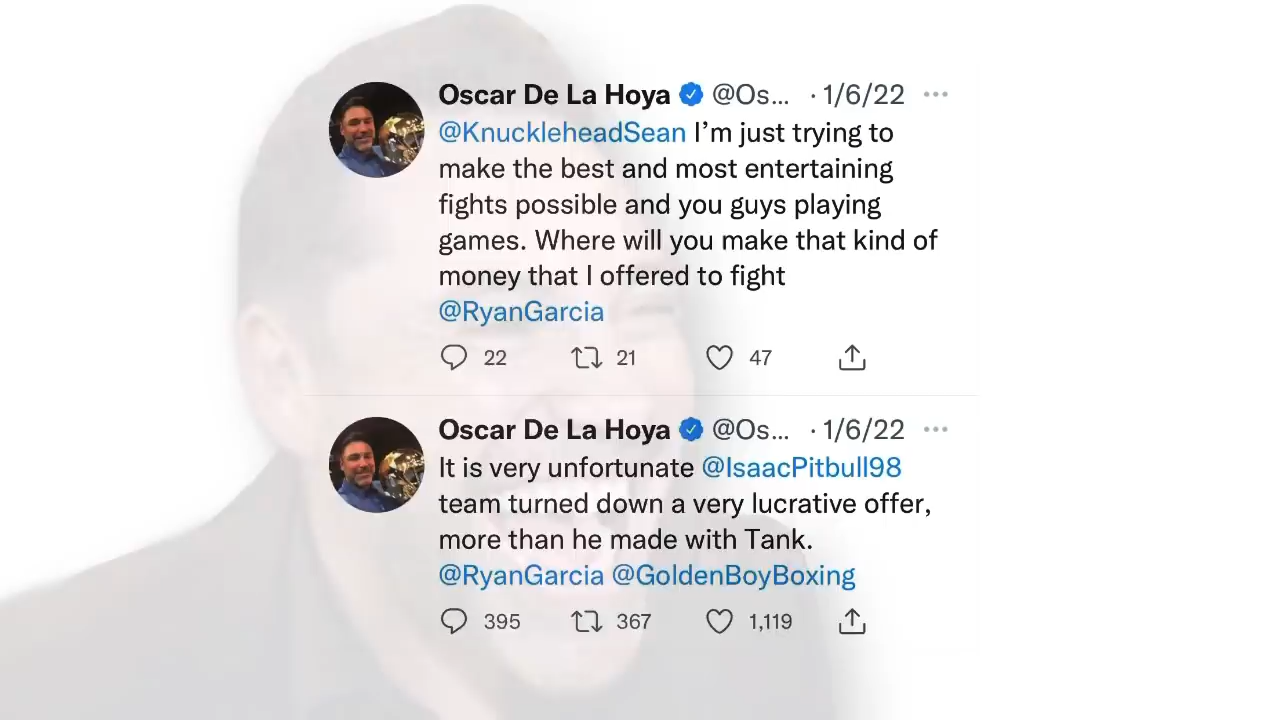 Oscar De La Hoya @Os... · 1/6/22 ...
@KnuckleheadSean I’m just trying to
make the best and most entertaining
fights possible and you guys playing
games. Where will you make that kind of
money that I offered to fight
@RyanGarcia
22 21 47
Oscar De La Hoya @Os... · 1/6/22 ...
It is very unfortunate @IsaacPitbull98
team turned down a very lucrative offer,
more than he made with Tank.
@RyanGarcia @GoldenBoyBoxing
395 367 1,119